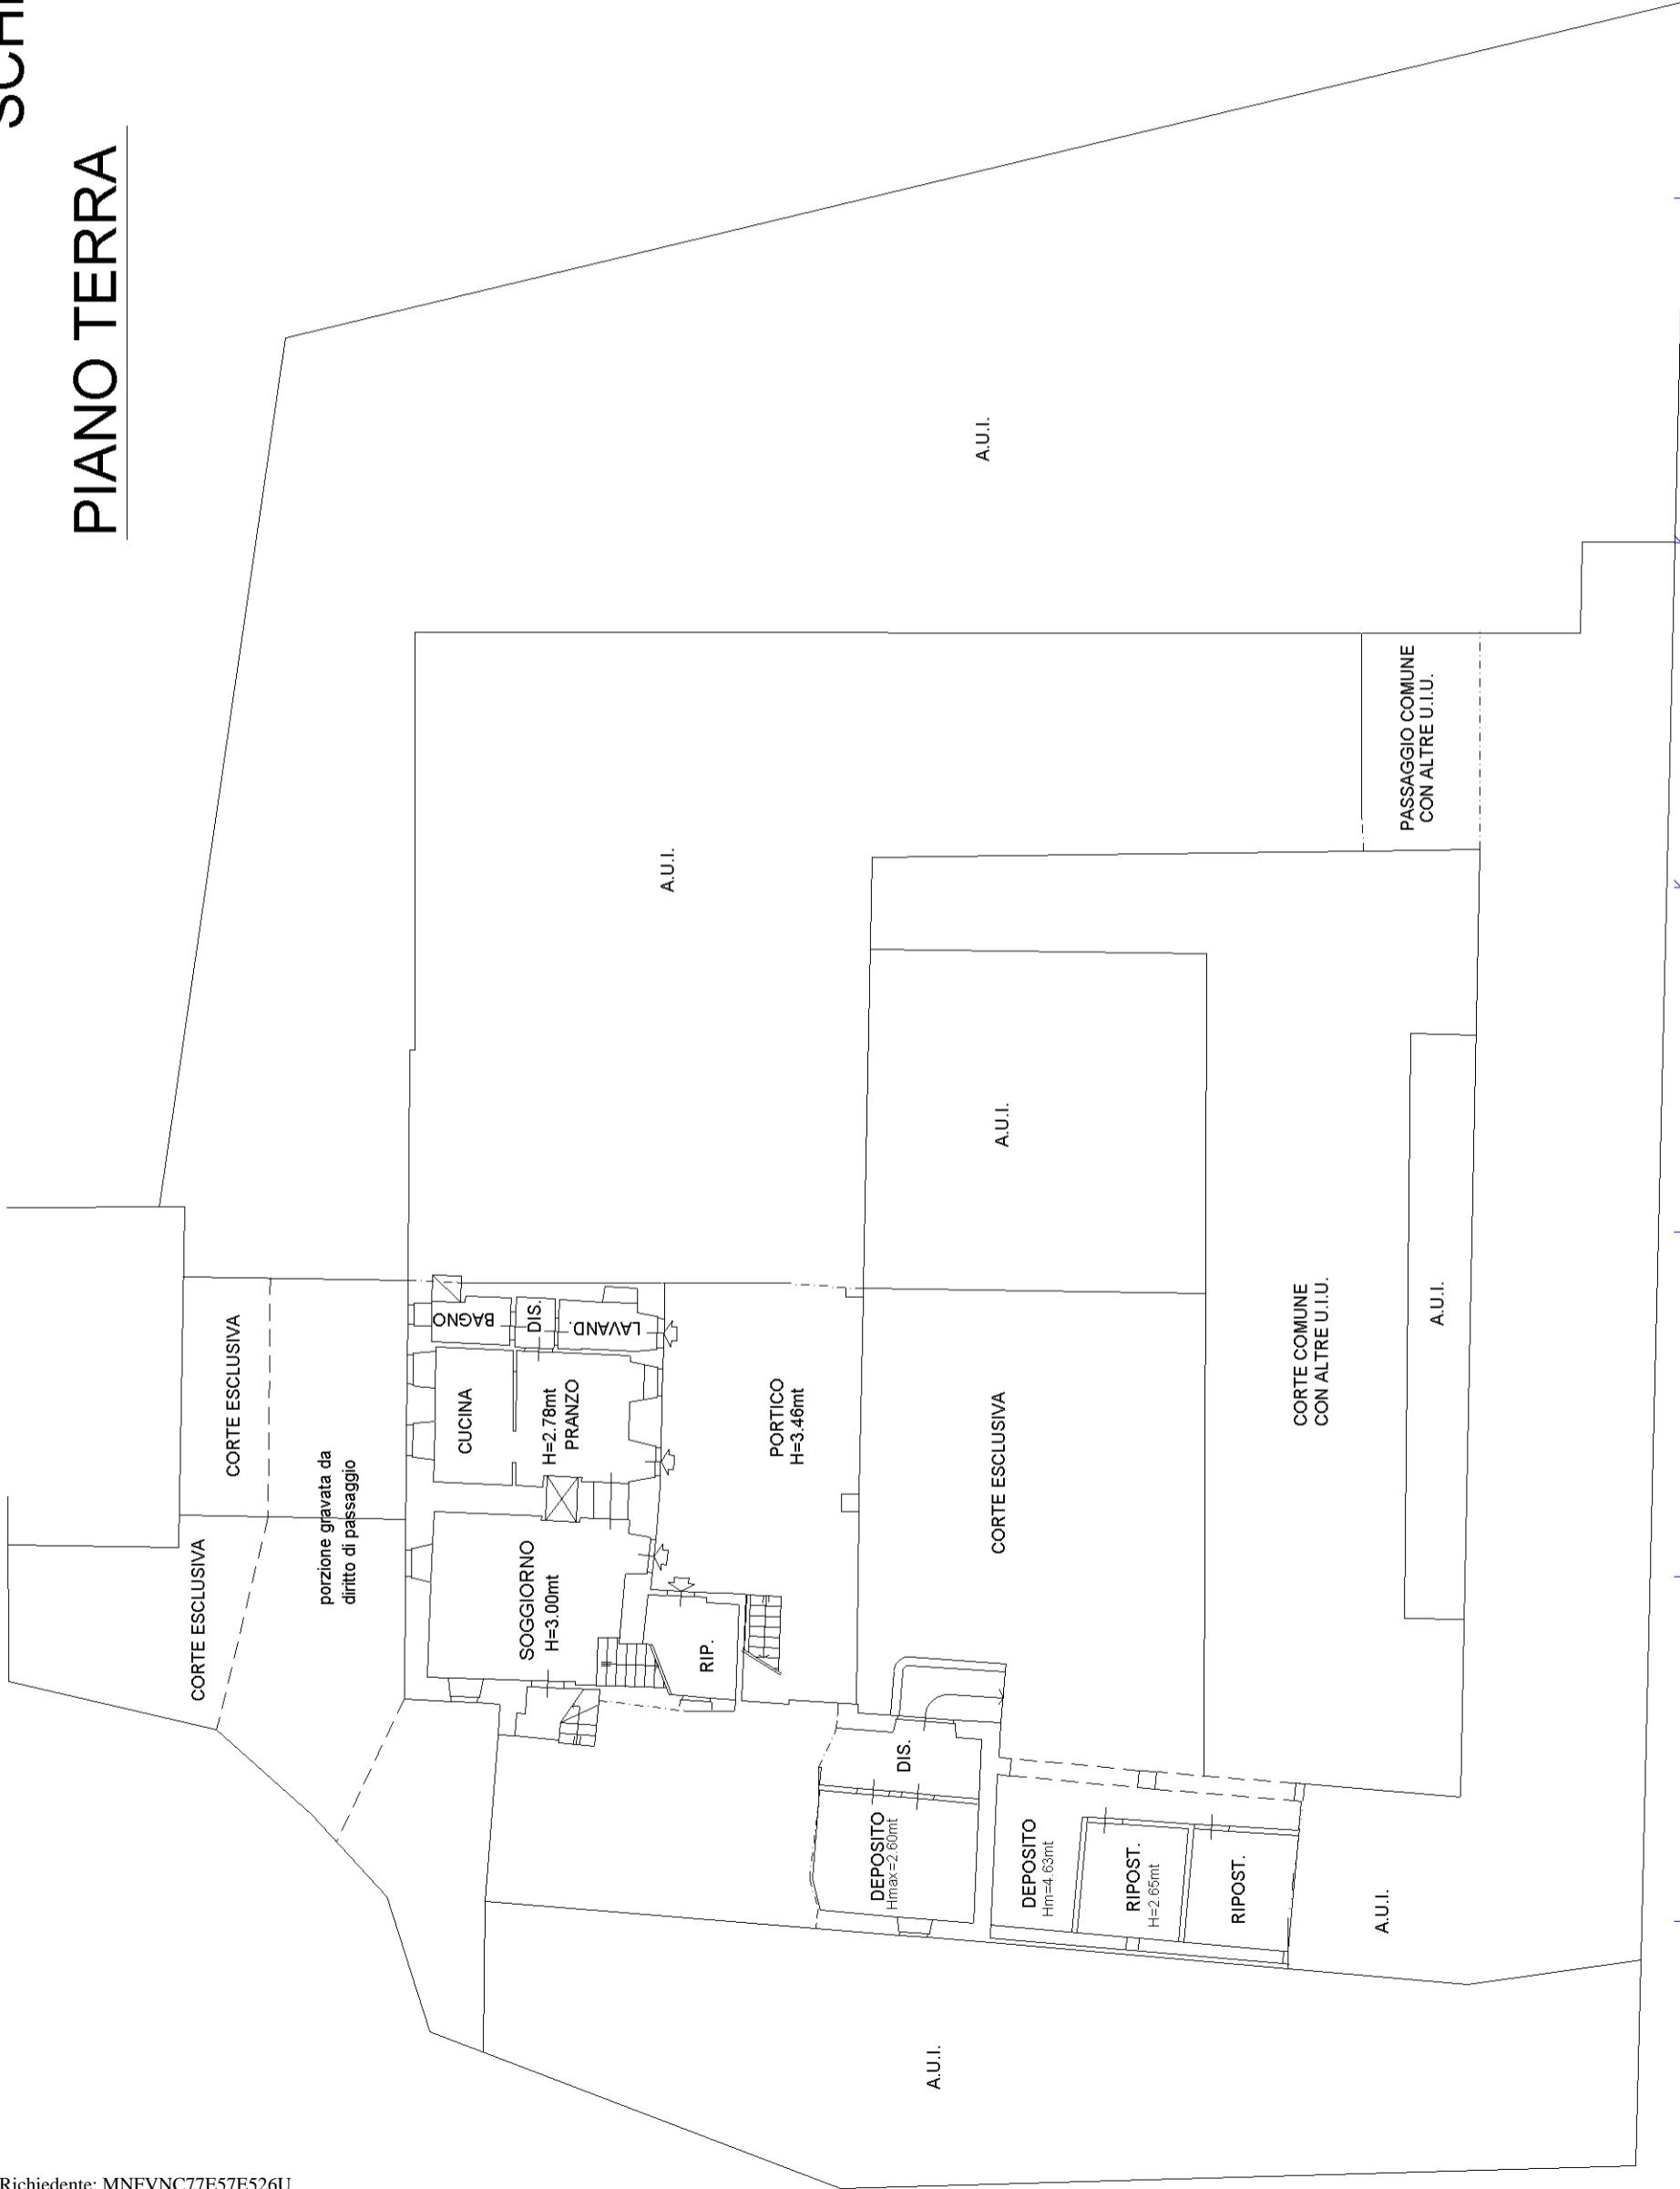 PIANO TERRA
CORTE ESCLUSIVA
CORTE ESCLUSIVA
porzione gravata da
diritto di passaggio
BAGNO
DIS.
LAVAND.
CUCINA
H=2.78mt
PRANZO
SOGGIORNO
H=3.00mt
RIP.
PORTICO
H=3.46mt
A.U.I.
A.U.I.
A.U.I.
PASSAGGIO COMUNE
CON ALTRE U.I.U.
CORTE ESCLUSIVA
CORTE COMUNE
CON ALTRE U.I.U.
A.U.I.
DIS.
DEPOSITO
Hmax=2.60mt
DEPOSITO
Hm=4.63mt
RIPOST.
H=2.65mt
RIPOST.
A.U.I.
A.U.I.
Richiedente: MNFVNC77E57E526U